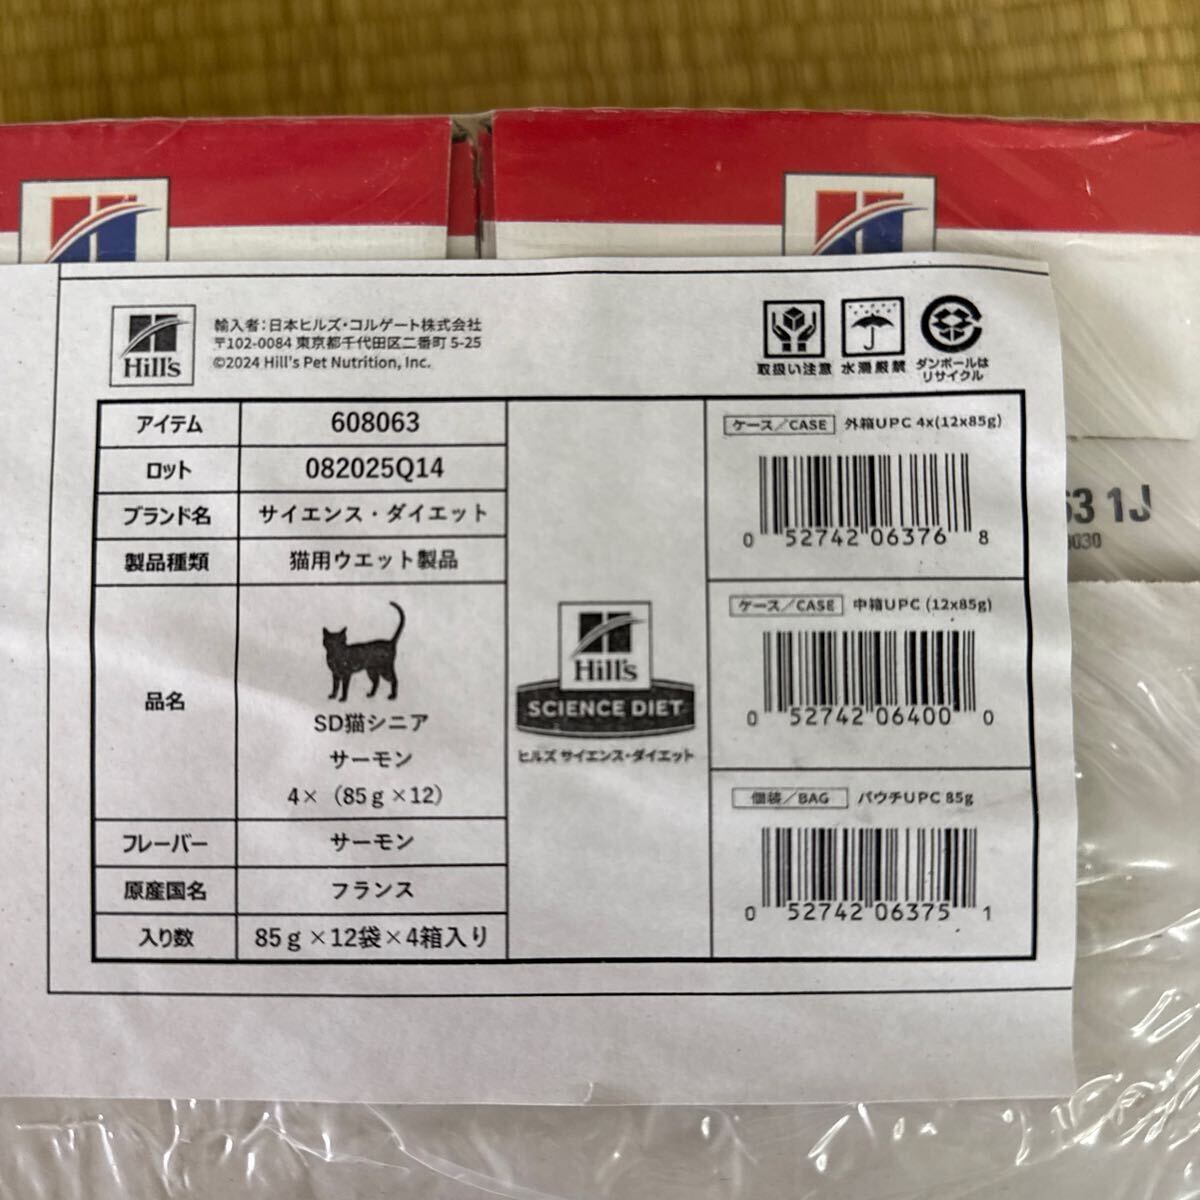 Hill's
輸入者：日本ヒルズ・コルゲート株式会社
〒102-0084 東京都千代田区二番町 5-25
©2024 Hill's Pet Nutrition, Inc.
取扱い注意
水濡厳禁
ダンボールは
リサイクル
アイテム 608063
ロット 082025Q14
ブランド名 サイエンス・ダイエット
製品種類 猫用ウエット製品
品名
SD猫シニア
サーモン
4×（85ｇ×12）
フレーバー サーモン
原産国名 フランス
入り数 85ｇ×12袋×4箱入り
Hill's
SCIENCE DIET
ヒルズ サイエンス・ダイエット
ケース／CASE 外箱UPC 4x(12x85g)
0 52742 06376 8
ケース／CASE 中箱UPC (12x85g)
0 52742 06400 0
個装／BAG パウチUPC 85g
0 52742 06375 1
63 1J